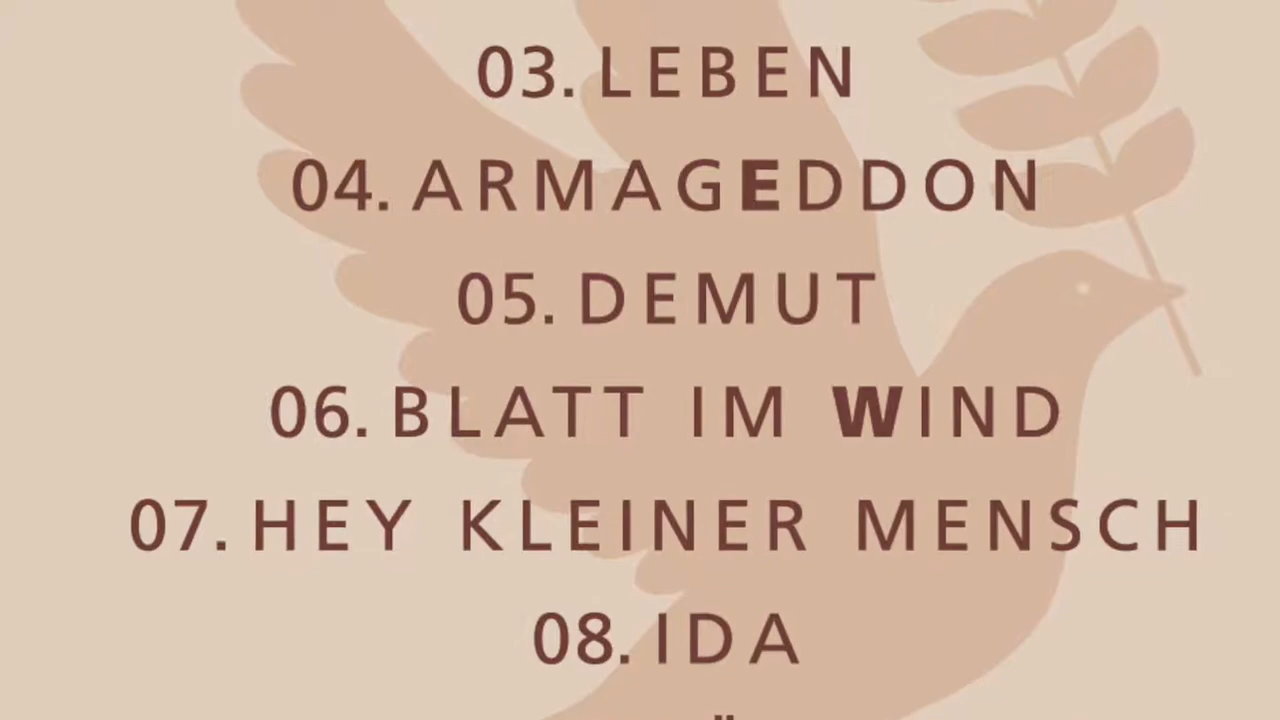 03. LEBEN
04. ARMAGEDDON
05. DEMUT
06. BLATT IM WIND
07. HEY KLEINER MENSCH
08. IDA